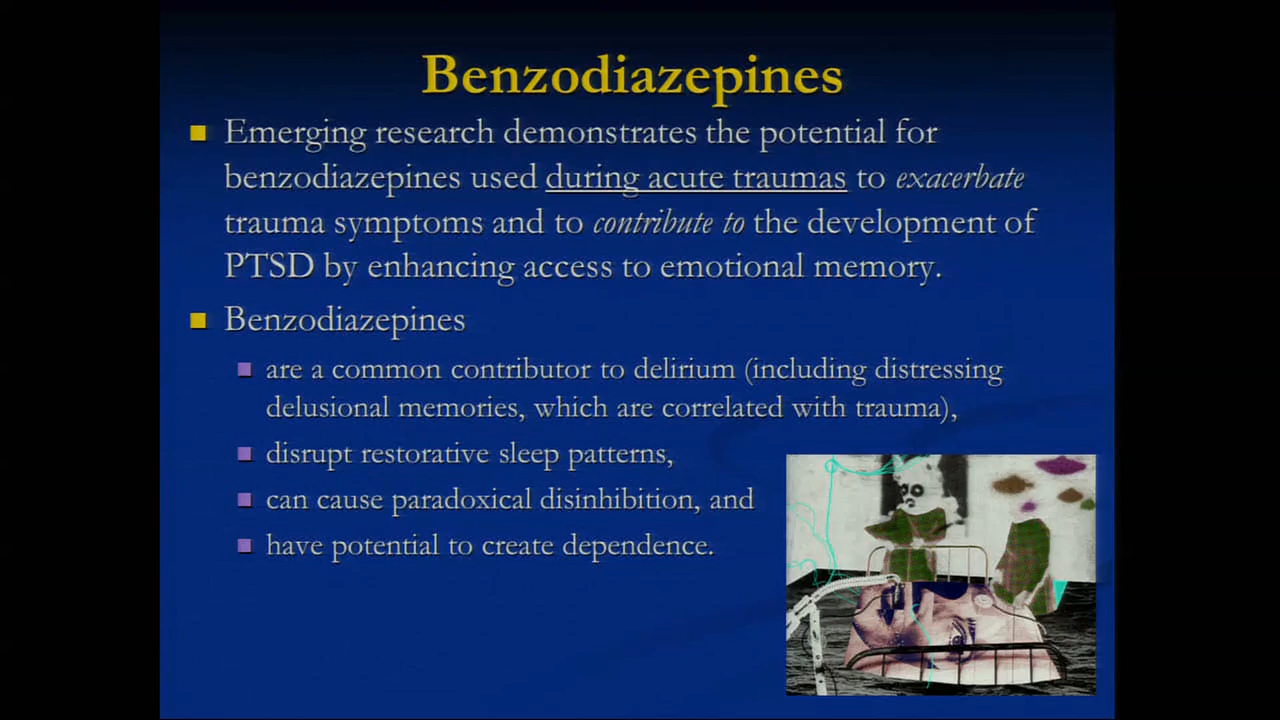 Benzodiazepines
Emerging research demonstrates the potential for
benzodiazepines used during acute traumas to exacerbate
trauma symptoms and to contribute to the development of
PTSD by enhancing access to emotional memory.
Benzodiazepines
are a common contributor to delirium (including distressing
delusional memories, which are correlated with trauma),
disrupt restorative sleep patterns,
can cause paradoxical disinhibition, and
have potential to create dependence.